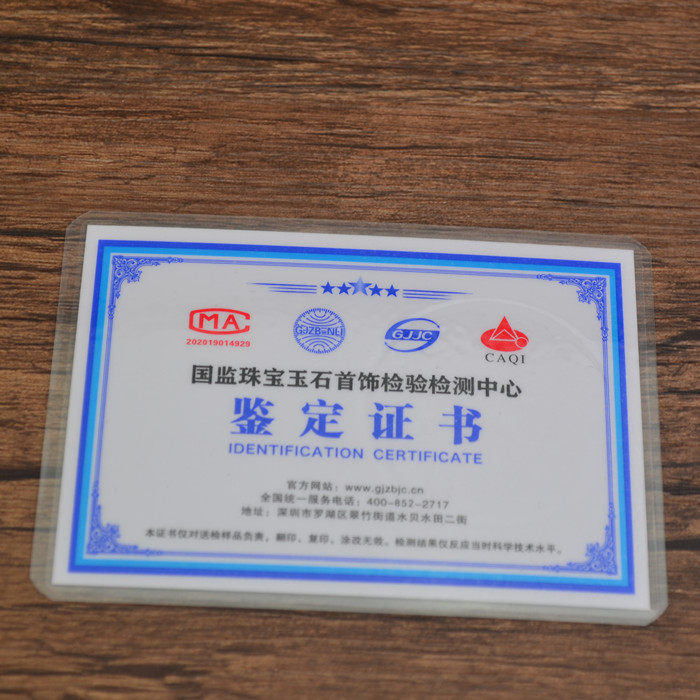 CMA GJZB-NLI GJJC
202019014929 CAQI
国监珠宝玉石首饰检验检测中心
鉴定证书
IDENTIFICATION CERTIFICATE
官方网站：www.gjzbjc.cn
全国统一服务电话：400-852-2717
地址：深圳市罗湖区翠竹街道水贝水田二街
本证书仅对送检样品负责，翻印、复印、涂改无效。检测结果仅反应当时科学技术水平。